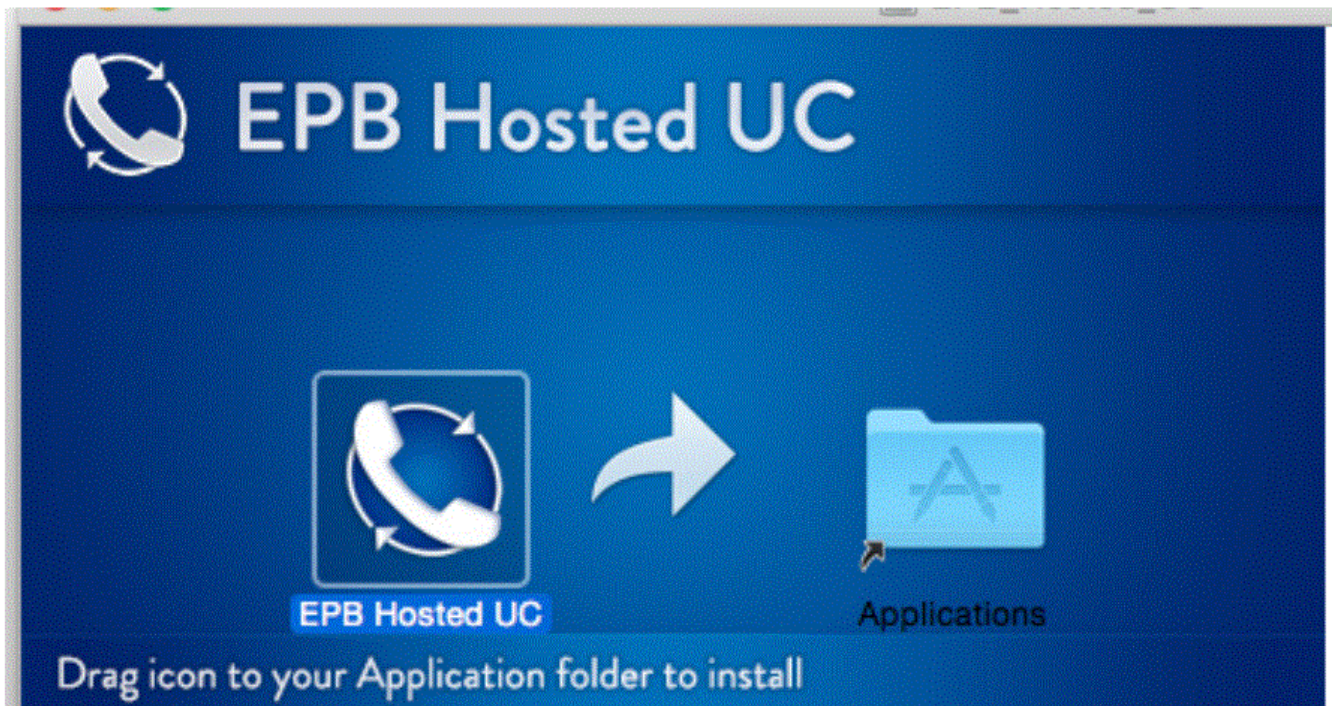 EPB Hosted UC
EPB Hosted UC
Applications
Drag icon to your Application folder to install